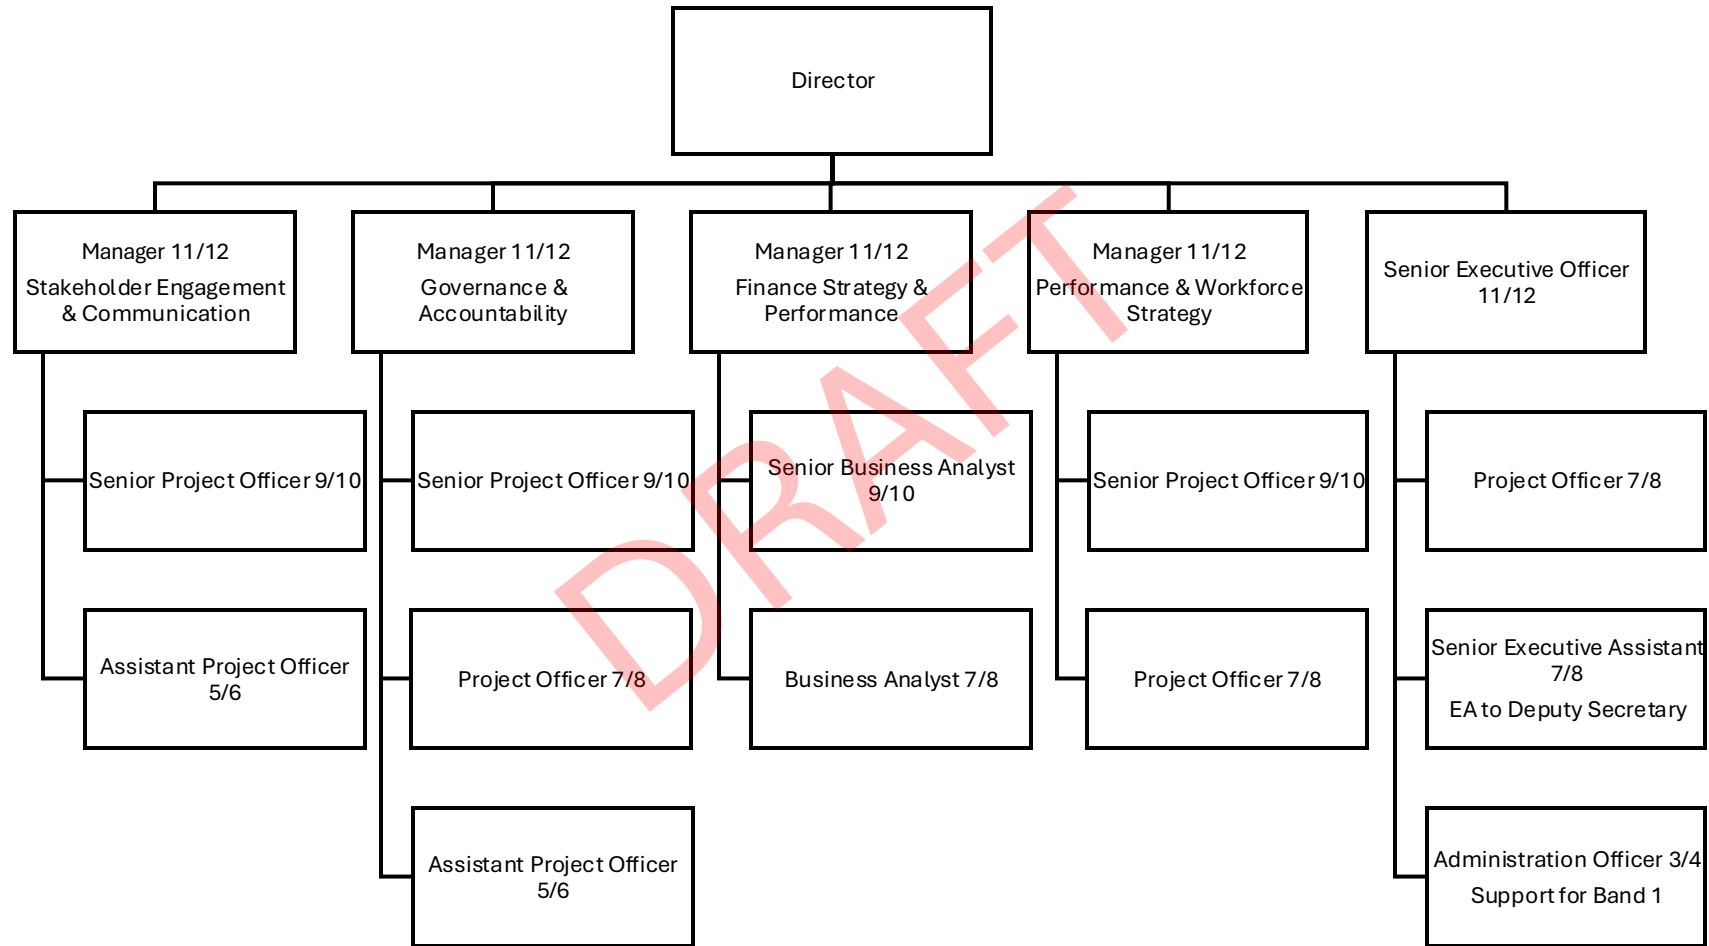 Director
Manager 11/12
Stakeholder Engagement
& Communication
Manager 11/12
Governance &
Accountability
Manager 11/12
Finance Strategy &
Performance
Manager 11/12
Performance & Workforce
Strategy
Senior Executive Officer
11/12
Senior Project Officer 9/10
Senior Project Officer 9/10
Senior Business Analyst
9/10
Senior Project Officer 9/10
Project Officer 7/8
Assistant Project Officer
5/6
Project Officer 7/8
Business Analyst 7/8
Project Officer 7/8
Senior Executive Assistant
7/8
EA to Deputy Secretary
Assistant Project Officer
5/6
Administration Officer 3/4
Support for Band 1
DRAFT